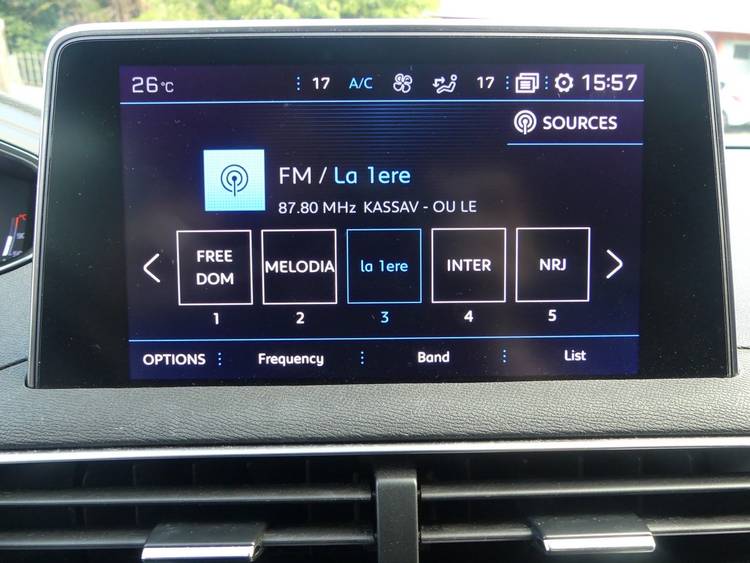 26°C 17 A/C 17 15:57
SOURCES
FM / La 1ere
87.80 MHz KASSAV - OU LE
FREE DOM
MELODIA
la 1ere
INTER
NRJ
1 2 3 4 5
OPTIONS Frequency Band List